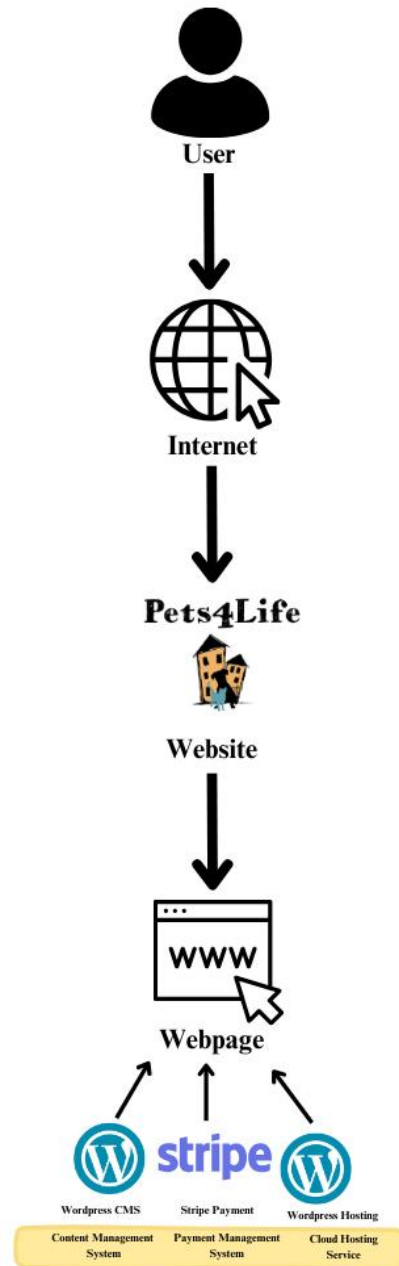 User
Internet
Pets4Life
Website
WWW
Webpage
stripe
Wordpress CMS
Stripe Payment
Wordpress Hosting
Content Management
System
Payment Management
System
Cloud Hosting
Service